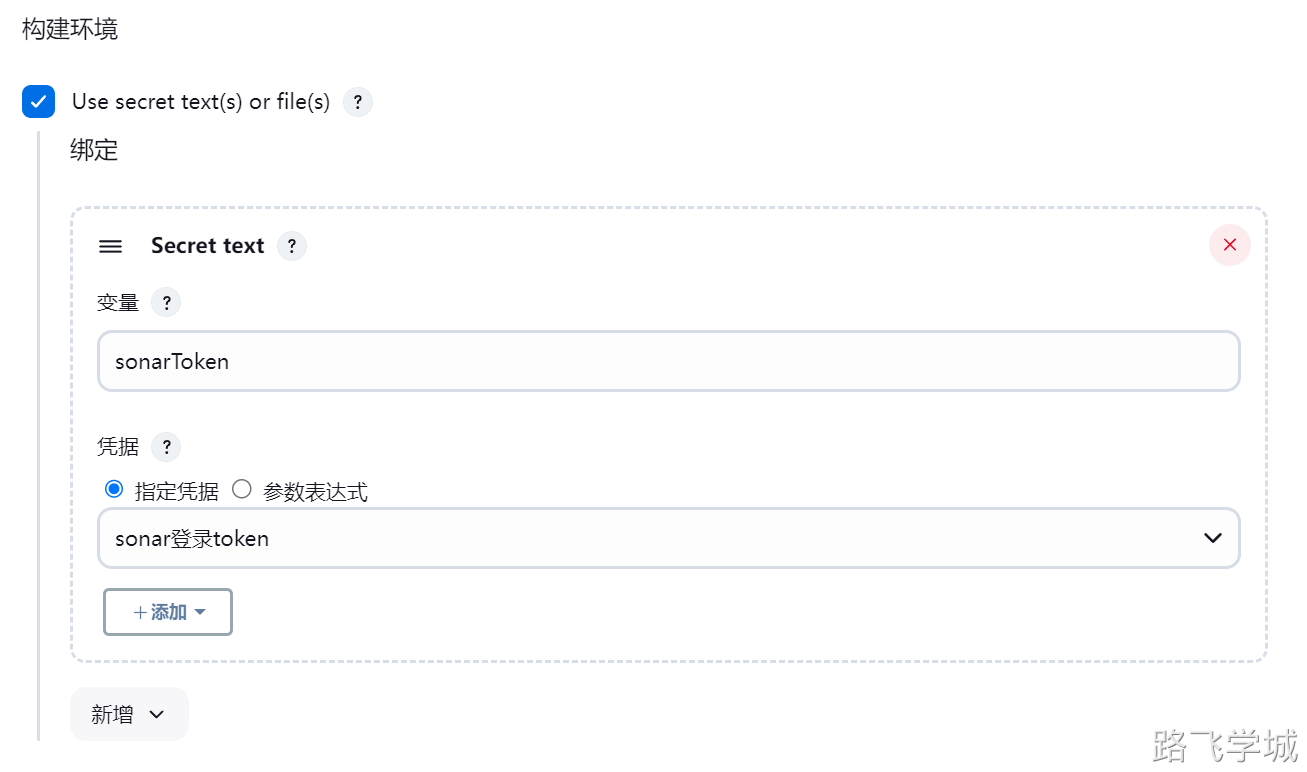 构建环境
Use secret text(s) or file(s) ?
绑定
Secret text ?
变量 ?
sonarToken
凭据 ?
指定凭据 参数表达式
sonar登录token
+添加
新增
路飞学城